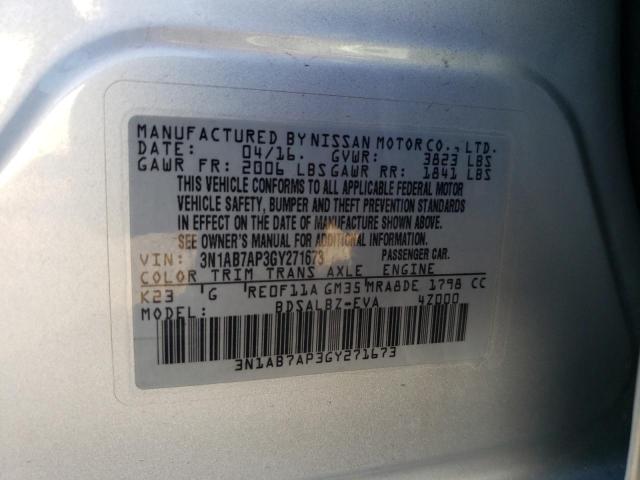 MANUFACTURED BY NISSAN MOTOR CO., LTD.
DATE: 04/16. GVWR: 3823 LBS
GAWR FR: 2006 LBS GAWR RR: 1841 LBS
THIS VEHICLE CONFORMS TO ALL APPLICABLE FEDERAL MOTOR
VEHICLE SAFETY, BUMPER AND THEFT PREVENTION STANDARDS
IN EFFECT ON THE DATE OF MANUFACTURE SHOWN ABOVE.
SEE OWNER'S MANUAL FOR ADDITIONAL INFORMATION.
VIN: 3N1AB7AP3GY271673 PASSENGER CAR.
COLOR TRIM TRANS AXLE ENGINE
K23 G RE0F11A GM35 MRA8DE 1798 CC
MODEL: BDSALBZ-EVA 4Z000
3N1AB7AP3GY271673